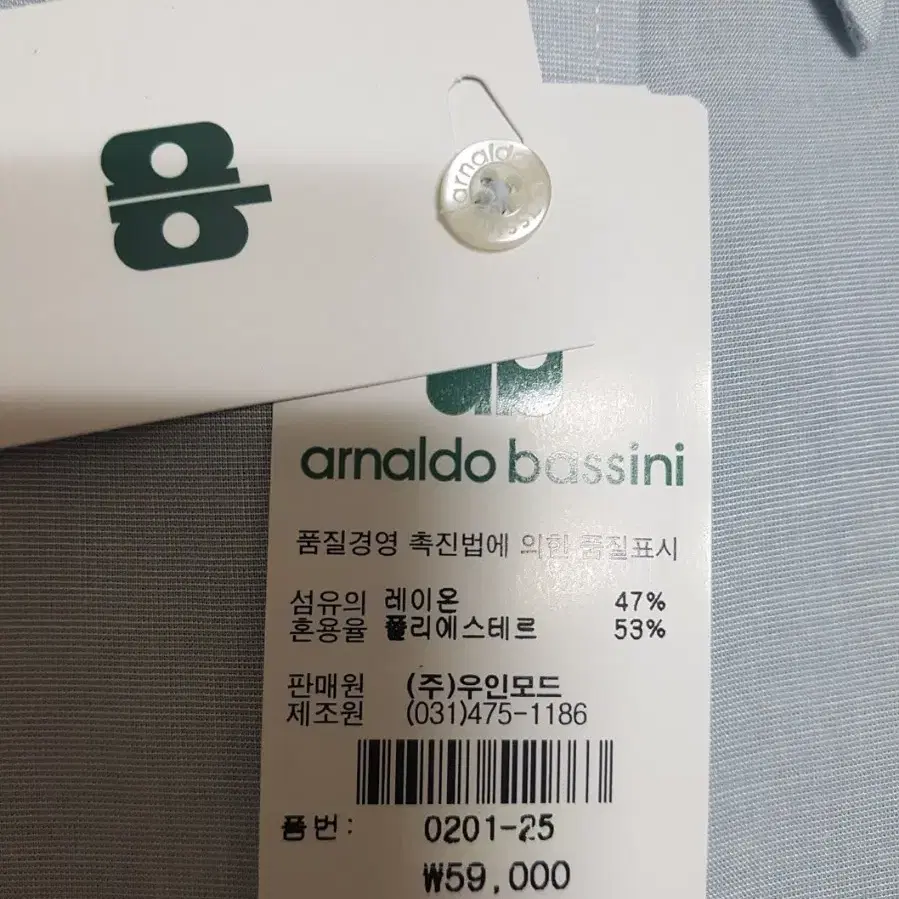 arnaldo
arnaldo bassini
품질경영 촉진법에 의한 품질표시
섬유의 레이온 47%
혼용율 폴리에스테르 53%
판매원 (주)우인모드
제조원 (031)475-1186
품번: 0201-25
₩59,000